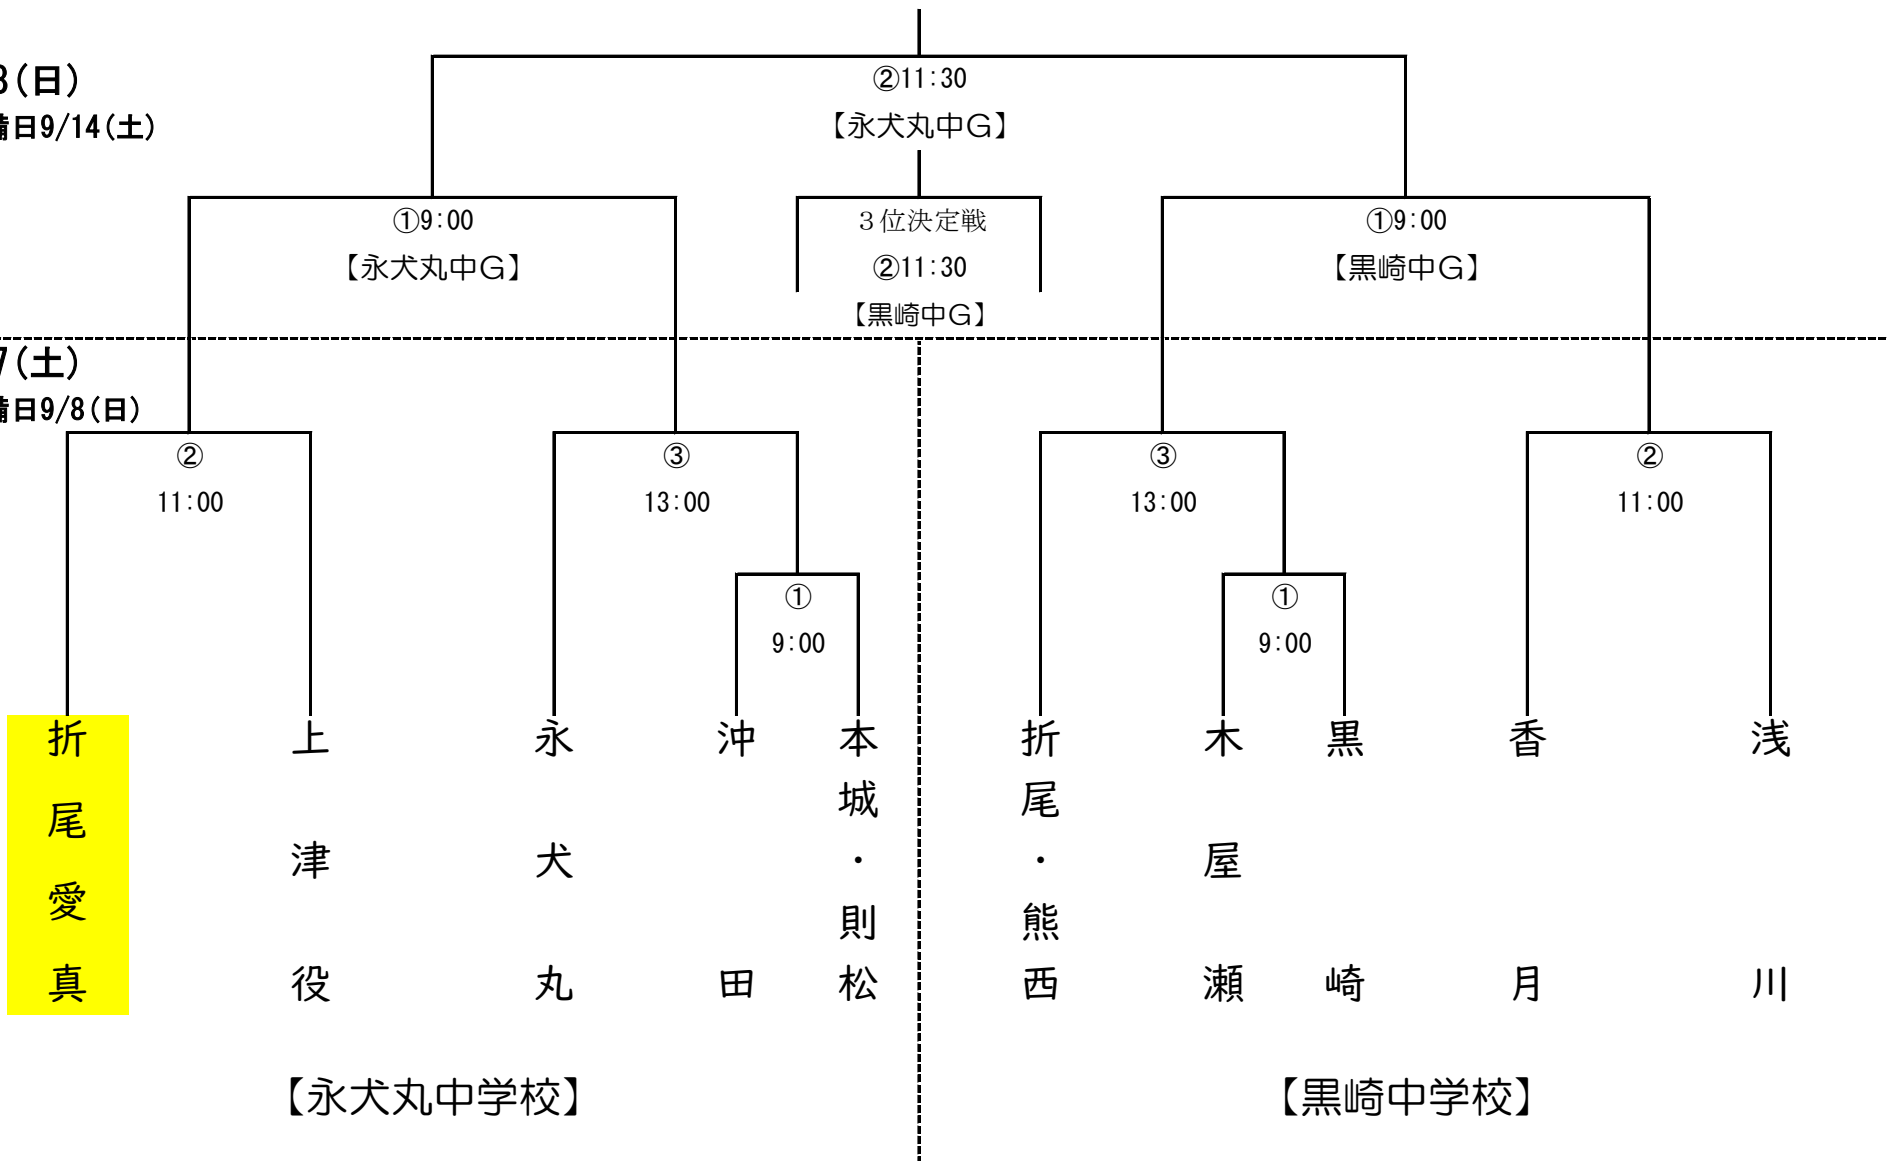 ②11:30
8(日)
備日9/14(土)
【永犬丸中G】
①9:00
3位決定戦
①9:00
【永犬丸中G】
②11:30
【黒崎中G】
【黒崎中G】
7(土)
備日9/8(日)
②
③
③
②
11:00
13:00
13:00
11:00
①
①
9:00
9:00
折尾愛真
上津役
永犬丸
沖田
本城・則松
折尾・熊西
木屋瀬
黒崎
香月
浅川
【永犬丸中学校】
【黒崎中学校】